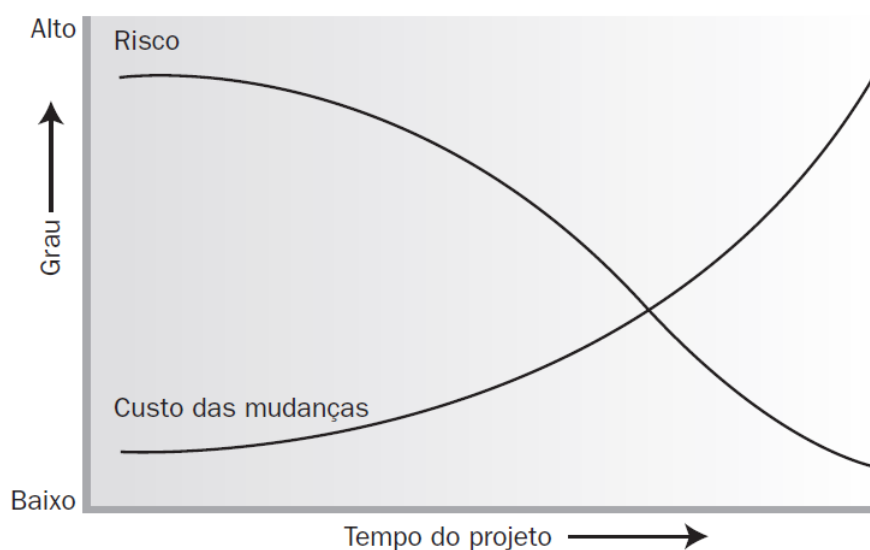 Alto
Risco
Grau
Custo das mudanças
Baixo
Tempo do projeto